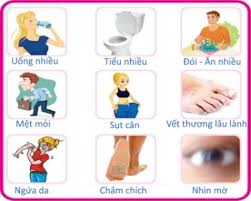 Uống nhiều
Tiểu nhiều
Đói - Ăn nhiều
Mệt mỏi
Sụt cân
Vết thương lâu lành
Ngứa da
Châm chích
Nhìn mờ